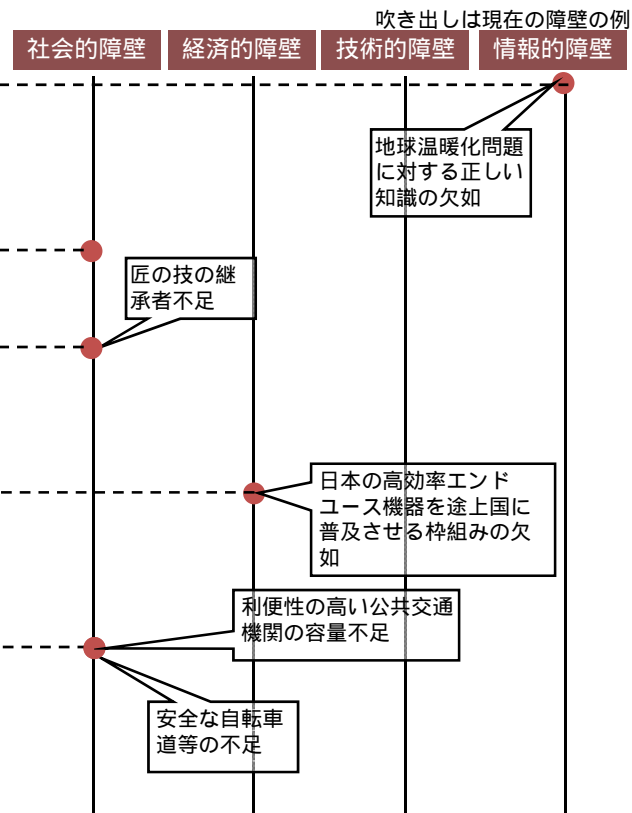 吹き出しは現在の障壁の例
社会的障壁 経済的障壁 技術的障壁 情報的障壁
地球温暖化問題
に対する正しい
知識の欠如
匠の技の継
承者不足
日本の高効率エンド
ユース機器を途上国に
普及させる枠組みの欠
如
利便性の高い公共交通
機関の容量不足
安全な自転車
道等の不足